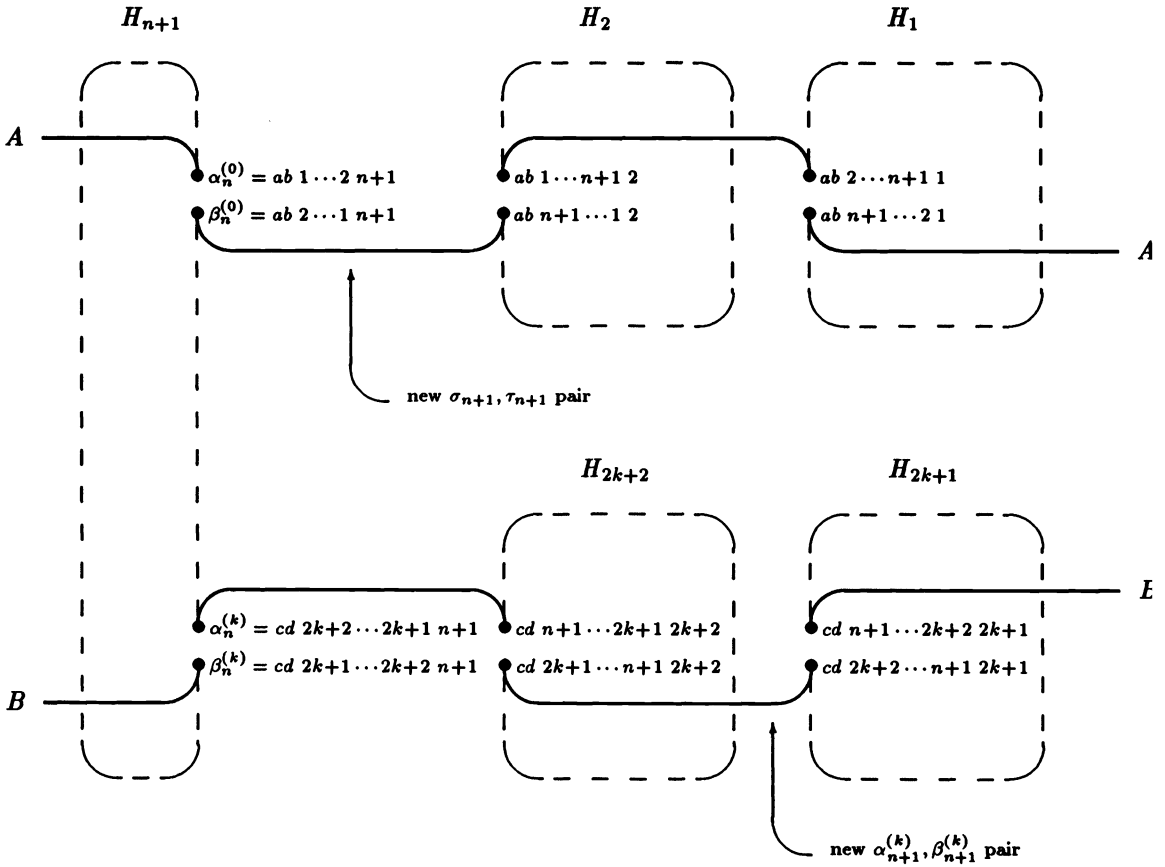 H_{n+1} H_2 H_1
A
α_n^{(0)} = ab 1 ⋯ 2 n+1 ab 1 ⋯ n+1 2 ab 2 ⋯ n+1 1
β_n^{(0)} = ab 2 ⋯ 1 n+1 ab n+1 ⋯ 1 2 ab n+1 ⋯ 2 1
A
new σ_{n+1}, τ_{n+1} pair
H_{2k+2} H_{2k+1}
B
α_n^{(k)} = cd 2k+2 ⋯ 2k+1 n+1 cd n+1 ⋯ 2k+1 2k+2 cd n+1 ⋯ 2k+2 2k+1
β_n^{(k)} = cd 2k+1 ⋯ 2k+2 n+1 cd 2k+1 ⋯ n+1 2k+2 cd 2k+2 ⋯ n+1 2k+1
B
new α_{n+1}^{(k)}, β_{n+1}^{(k)} pair